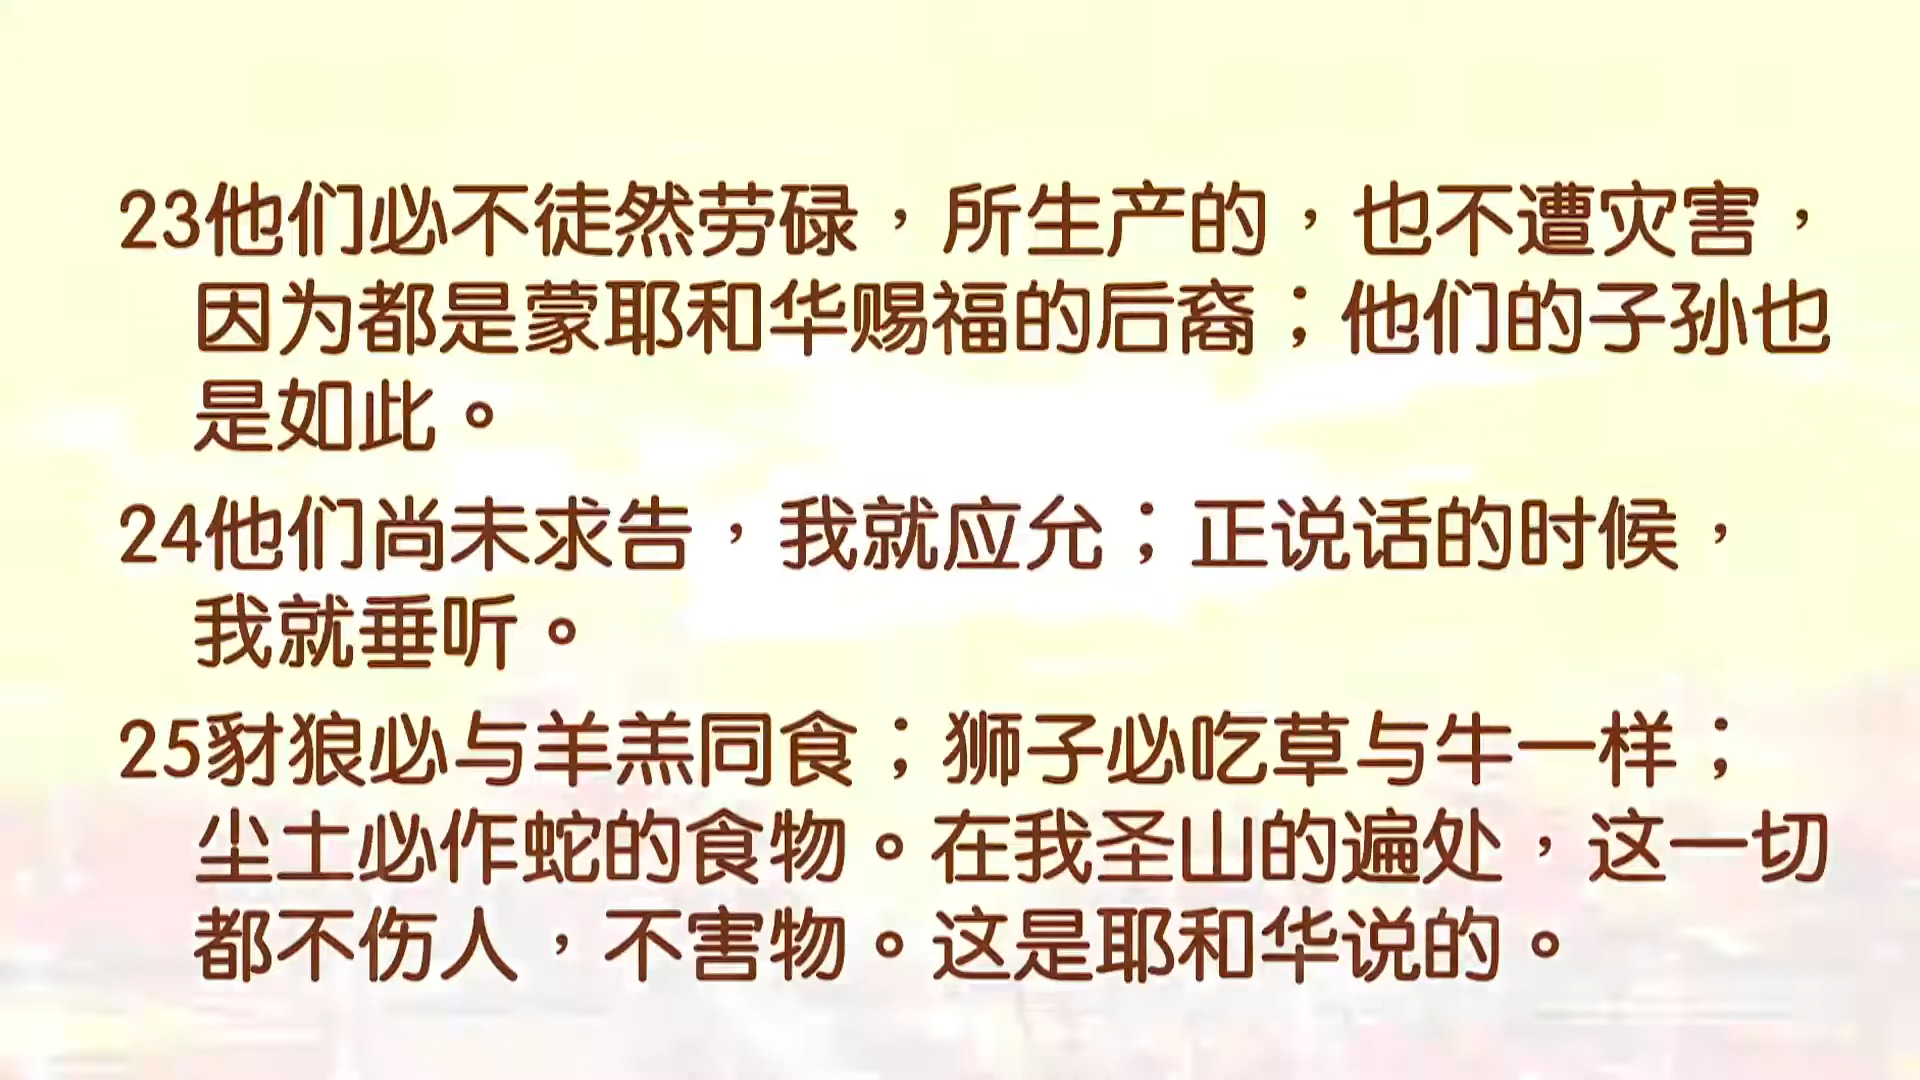 23他们必不徒然劳碌，所生产的，也不遭灾害，
因为都是蒙耶和华赐福的后裔；他们的子孙也
是如此。
24他们尚未求告，我就应允；正说话的时候，
我就垂听。
25豺狼必与羊羔同食；狮子必吃草与牛一样；
尘土必作蛇的食物。在我圣山的遍处，这一切
都不伤人，不害物。这是耶和华说的。